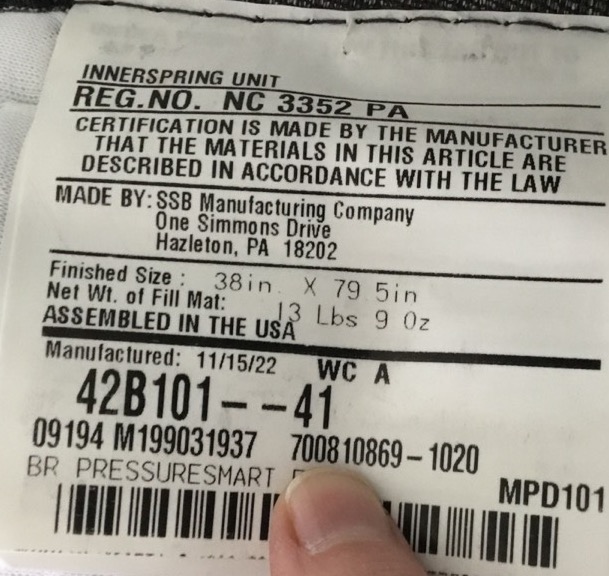 INNERSPRING UNIT
REG.NO. NC 3352 PA
CERTIFICATION IS MADE BY THE MANUFACTURER
THAT THE MATERIALS IN THIS ARTICLE ARE
DESCRIBED IN ACCORDANCE WITH THE LAW
MADE BY: SSB Manufacturing Company
One Simmons Drive
Hazleton, PA 18202
Finished Size : 38in X 79 5in
Net Wt. of Fill Mat: 13 Lbs 9 Oz
ASSEMBLED IN THE USA
Manufactured: 11/15/22 WC A
42B101--41
09194 M199031937 700810869-1020
BR PRESSURESMART MPD101